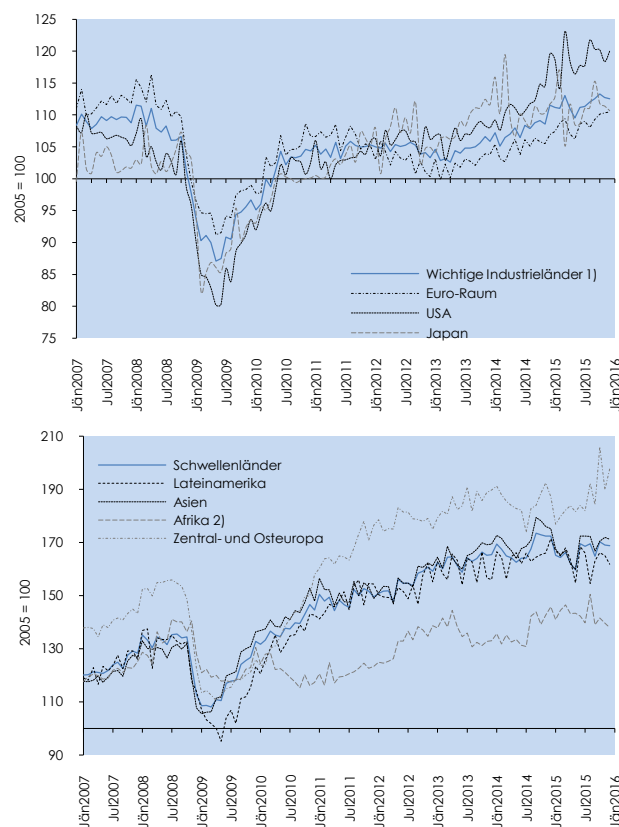 125
120
115
110
105
100
95
90
85
80
75
2005 = 100
Wichtige Industrieländer 1)
Euro-Raum
USA
Japan
Jän2007
Jul2007
Jän2008
Jul2008
Jän2009
Jul2009
Jän2010
Jul2010
Jän2011
Jul2011
Jän2012
Jul2012
Jän2013
Jul2013
Jän2014
Jul2014
Jän2015
Jul2015
Jän2016
210
190
170
150
130
110
90
2005 = 100
Schwellenländer
Lateinamerika
Asien
Afrika 2)
Zentral- und Osteuropa
Jän2007
Jul2007
Jän2008
Jul2008
Jän2009
Jul2009
Jän2010
Jul2010
Jän2011
Jul2011
Jän2012
Jul2012
Jän2013
Jul2013
Jän2014
Jul2014
Jän2015
Jul2015
Jän2016